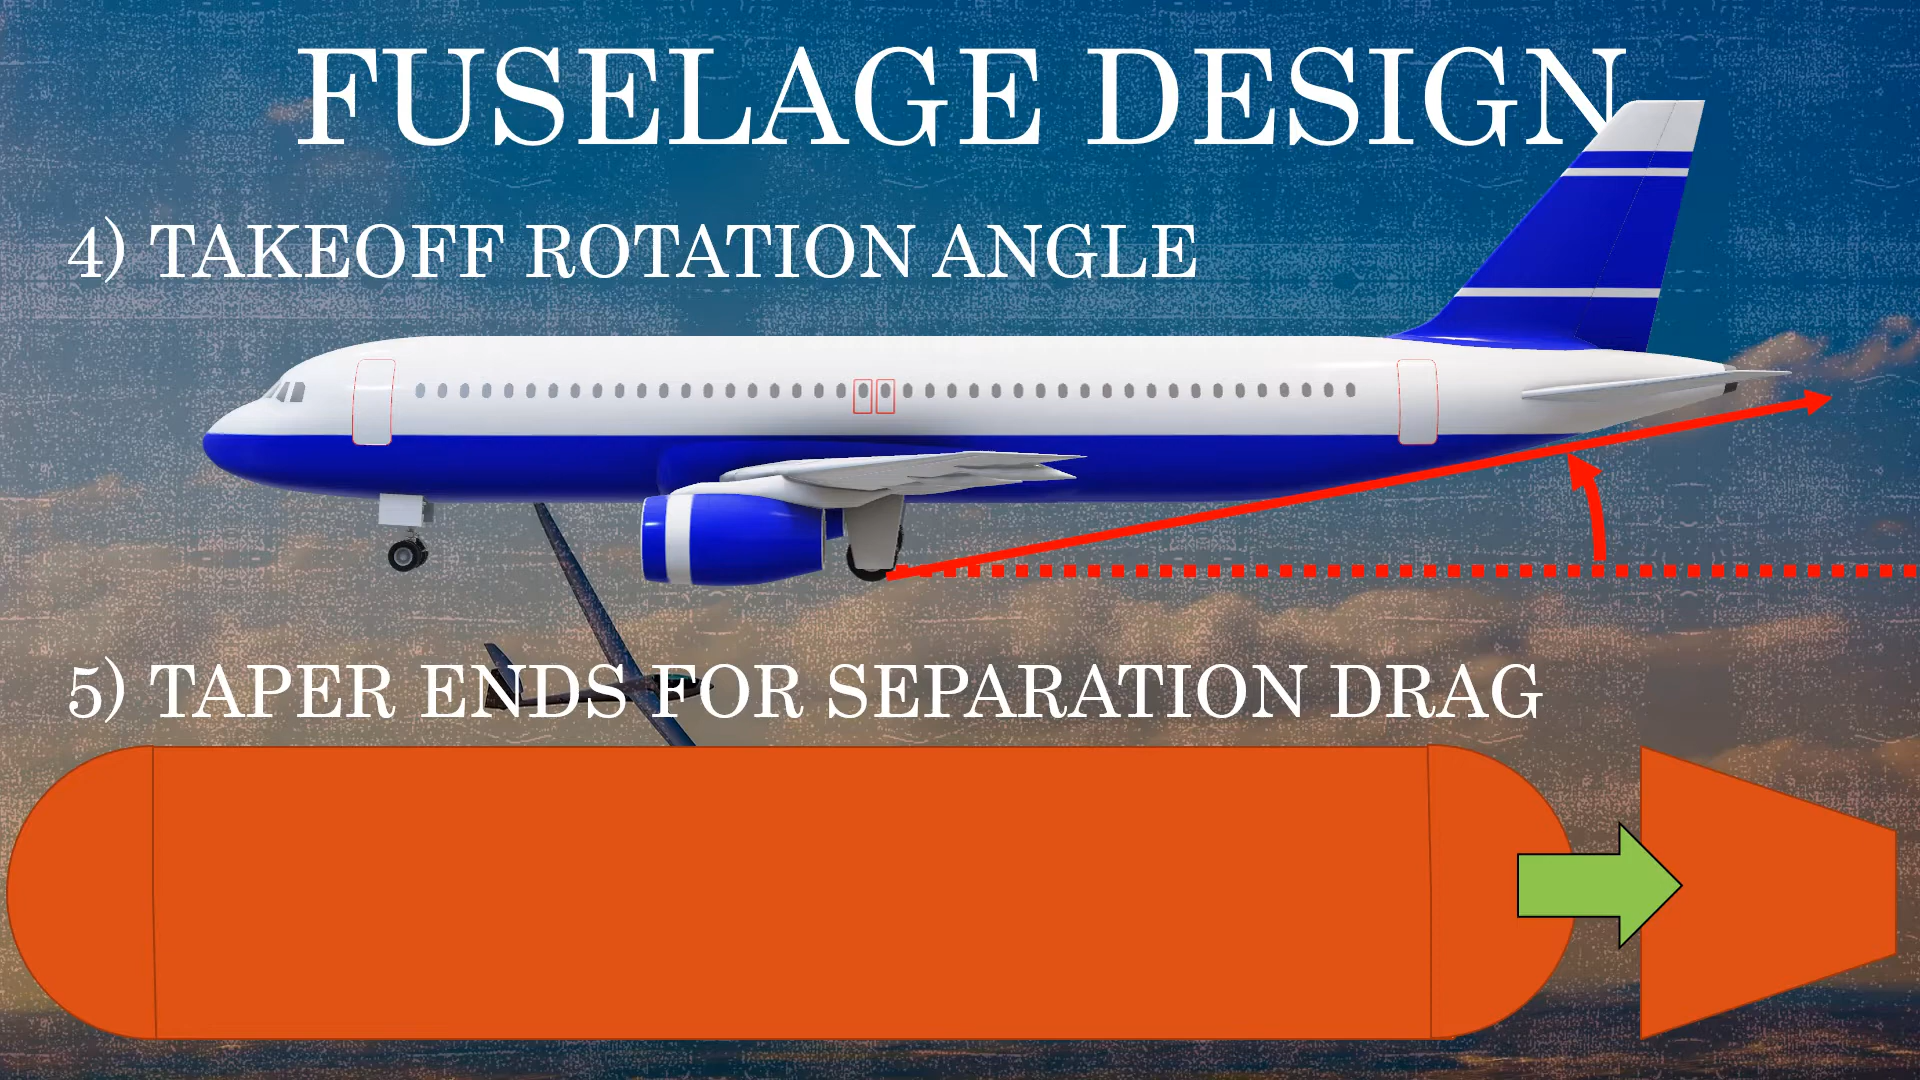 FUSELAGE DESIGN
4) TAKEOFF ROTATION ANGLE
5) TAPER ENDS FOR SEPARATION DRAG